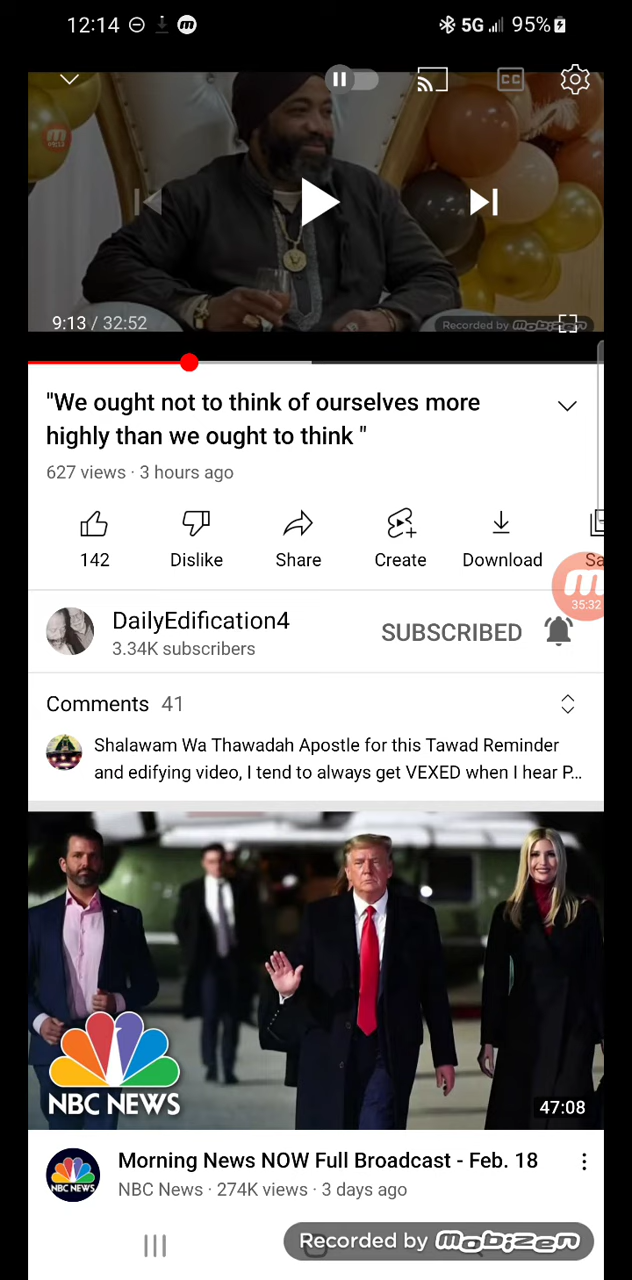 12:14
5G 95%
CC
9:13 / 32:52
Recorded by mobizen
"We ought not to think of ourselves more
highly than we ought to think "
627 views · 3 hours ago
142 Dislike Share Create Download Sa
35:32
DailyEdification4
3.34K subscribers
SUBSCRIBED
Comments 41
Shalawam Wa Thawadah Apostle for this Tawad Reminder
and edifying video, I tend to always get VEXED when I hear P...
NBC NEWS
47:08
Morning News NOW Full Broadcast - Feb. 18
NBC NEWS
NBC News · 274K views · 3 days ago
Recorded by mobizen